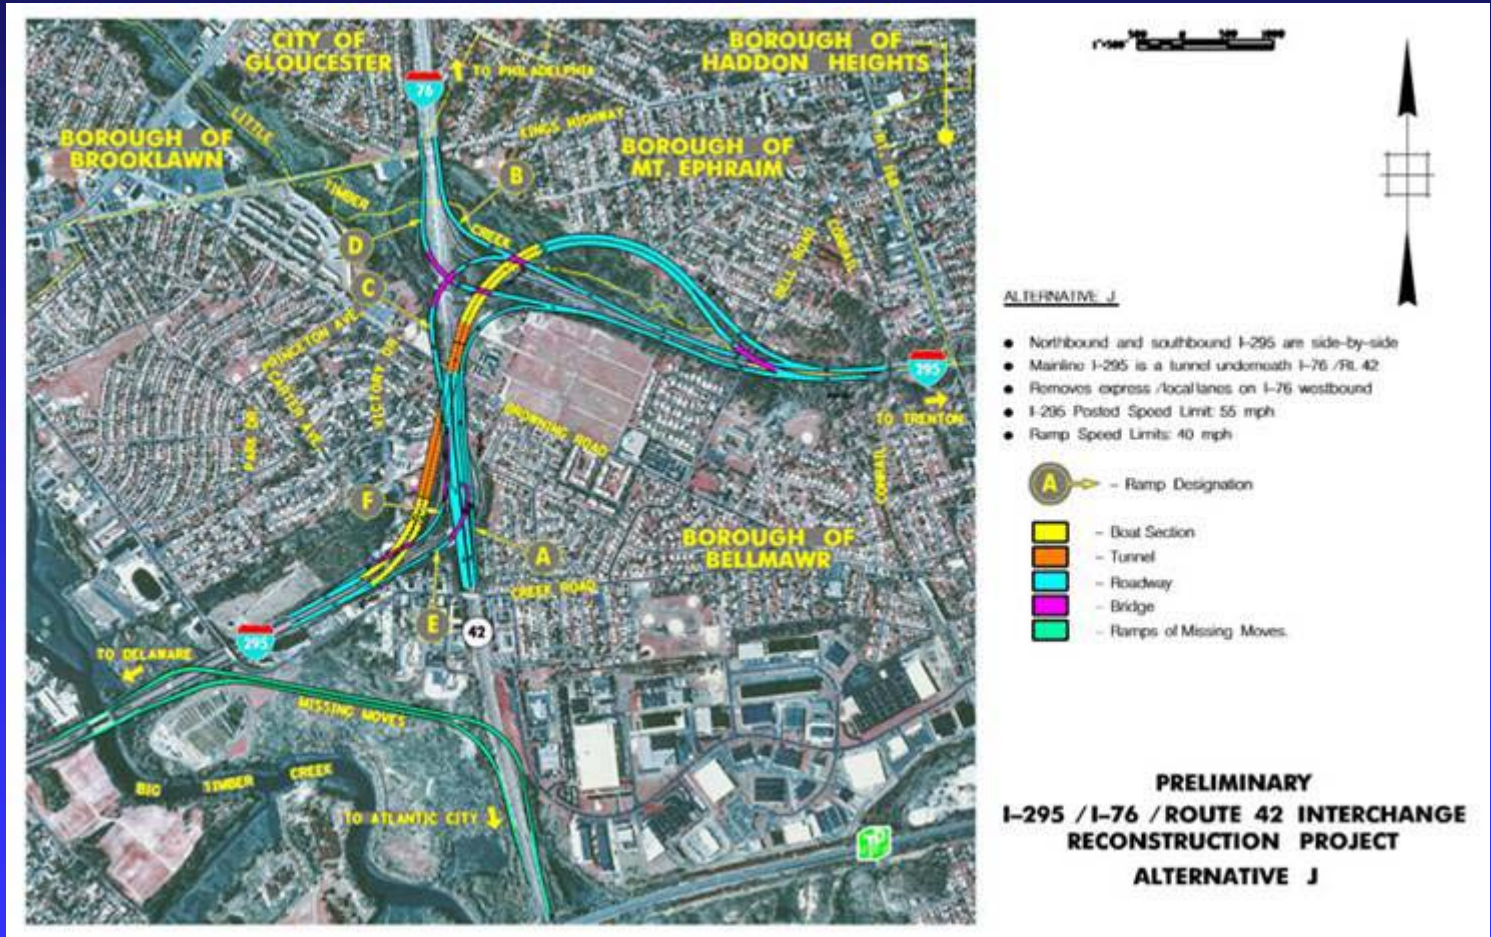 CITY OF
GLOUCESTER
76
TO PHILADELPHIA
BOROUGH OF
HADDON HEIGHTS
KINGS HIGHWAY
BOROUGH OF
BROOKLAWN
LITTLE
TIMBER
CREEK
BOROUGH OF
MT. EPHRAIM
B
D
C
BELL ROAD
CONRAIL
PRINCETON AVE.
E CARTER AVE.
VICTORY DR
PARK DR
BROWNING ROAD
295
TO TRENTON
CONRAIL
F
A
BOROUGH OF
BELLMAWR
CREEK ROAD
E
42
295
TO DELAWARE
MISSING MOVES
BIG TIMBER CREEK
TO ATLANTIC CITY
500 0 500 1000
ALTERNATIVE J
● Northbound and southbound I-295 are side-by-side
● Mainline I-295 is a tunnel underneath I-76 /Rt. 42
● Removes express /local lanes on I-76 westbound
● I-295 Posted Speed Limit: 55 mph
● Ramp Speed Limits: 40 mph
A - Ramp Designation
- Boat Section
- Tunnel
- Roadway
- Bridge
- Ramps of Missing Moves.
PRELIMINARY
I-295 /I-76 /ROUTE 42 INTERCHANGE
RECONSTRUCTION PROJECT
ALTERNATIVE J